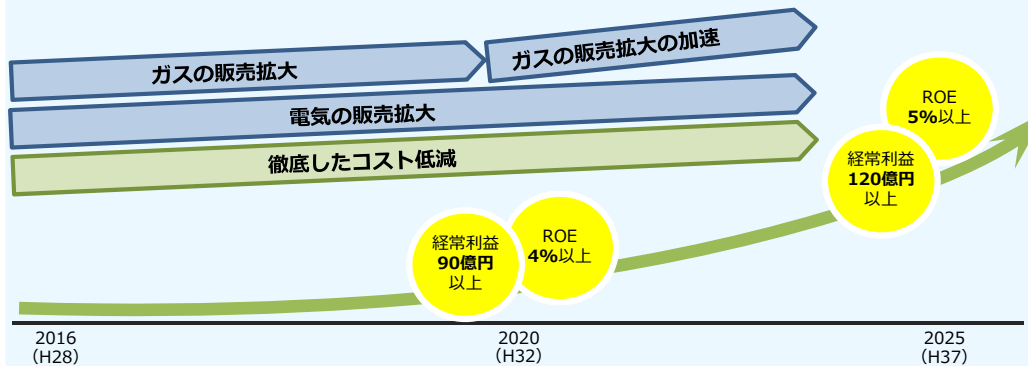 ガスの販売拡大
ガスの販売拡大の加速
電気の販売拡大
徹底したコスト低減
経常利益
90億円
以上
ROE
4%以上
経常利益
120億円
以上
ROE
5%以上
2016
(H28)
2020
(H32)
2025
(H37)